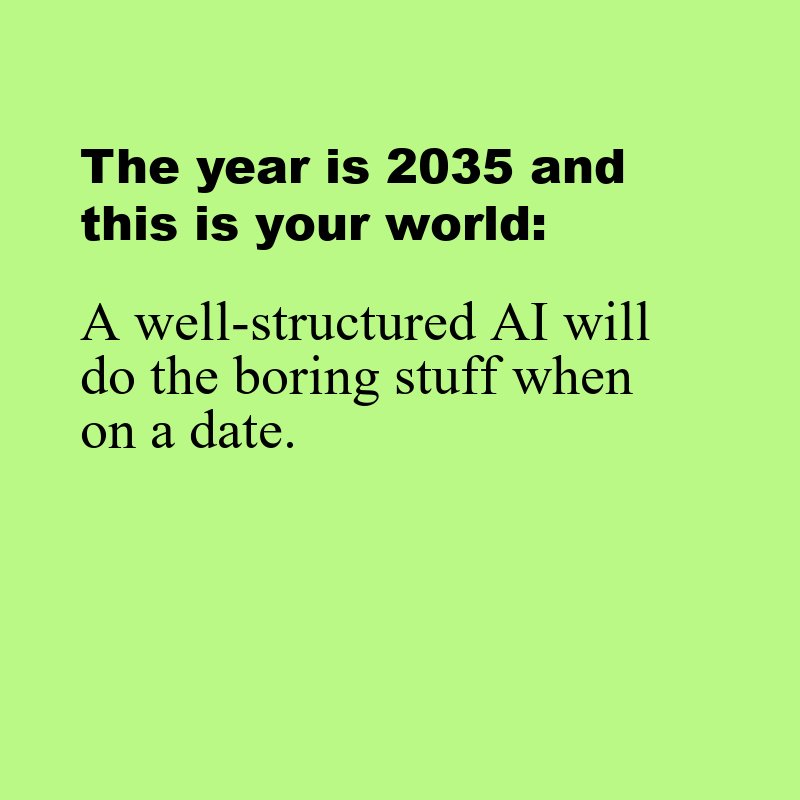 The year is 2035 and
this is your world:
A well-structured AI will
do the boring stuff when
on a date.